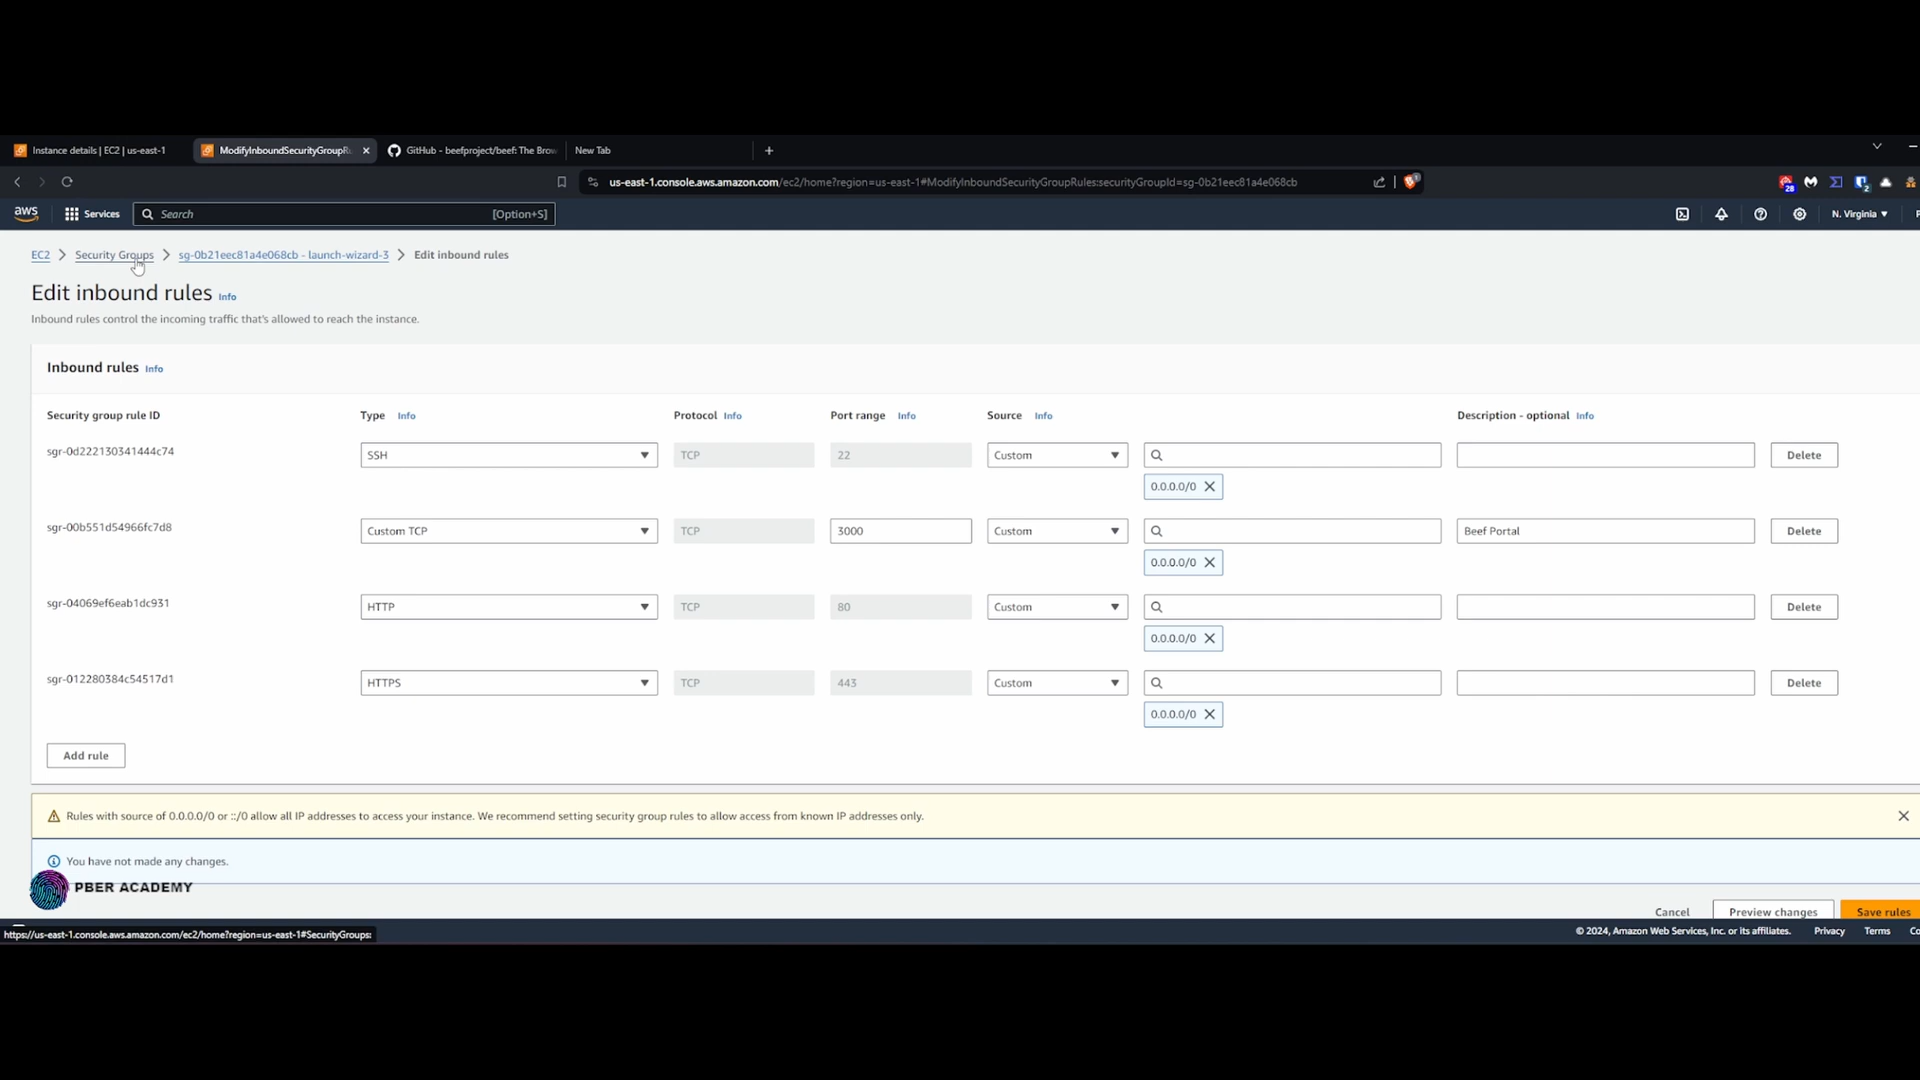 Instance details | EC2 | us-east-1
ModifyInboundSecurityGroupRu
GitHub - beefproject/beef: The Brow
New Tab
us-east-1.console.aws.amazon.com/ec2/home?region=us-east-1#ModifyInboundSecurityGroupRules:securityGroupId=sg-0b21eec81a4e068cb
28
2
aws Services Search [Option+S] N. Virginia
EC2 Security Groups sg-0b21eec81a4e068cb - launch-wizard-3 Edit inbound rules
Edit inbound rules Info
Inbound rules control the incoming traffic that's allowed to reach the instance.
Inbound rules Info
Security group rule ID Type Info Protocol Info Port range Info Source Info Description - optional Info
sgr-0d222130341444c74 SSH TCP 22 Custom Delete
0.0.0.0/0
sgr-00b551d54966fc7d8 Custom TCP TCP 3000 Custom Beef Portal Delete
0.0.0.0/0
sgr-04069ef6eab1dc931 HTTP TCP 80 Custom Delete
0.0.0.0/0
sgr-012280384c54517d1 HTTPS TCP 443 Custom Delete
0.0.0.0/0
Add rule
Rules with source of 0.0.0.0/0 or ::/0 allow all IP addresses to access your instance. We recommend setting security group rules to allow access from known IP addresses only.
You have not made any changes.
PBER ACADEMY
Cancel Preview changes Save rules
https://us-east-1.console.aws.amazon.com/ec2/home?region=us-east-1#SecurityGroups:
© 2024, Amazon Web Services, Inc. or its affiliates. Privacy Terms Co